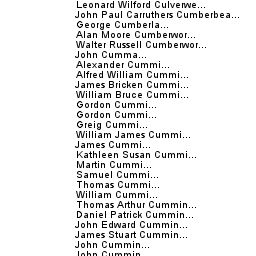 Leonard Wilford Culverwe...
John Paul Carruthers Cumberbea...
George Cumberla...
Alan Moore Cumberwor...
Walter Russell Cumberwor...
John Cumma...
Alexander Cummi...
Alfred William Cummi...
James Bricken Cummi...
William Bruce Cummi...
Gordon Cummi...
Gordon Cummi...
Greig Cummi...
William James Cummi...
James Cummi...
Kathleen Susan Cummi...
Martin Cummi...
Samuel Cummi...
Thomas Cummi...
William Cummi...
Thomas Arthur Cummin...
Daniel Patrick Cummin...
John Edward Cummin...
James Stuart Cummin...
John Cummin...
John Cummin